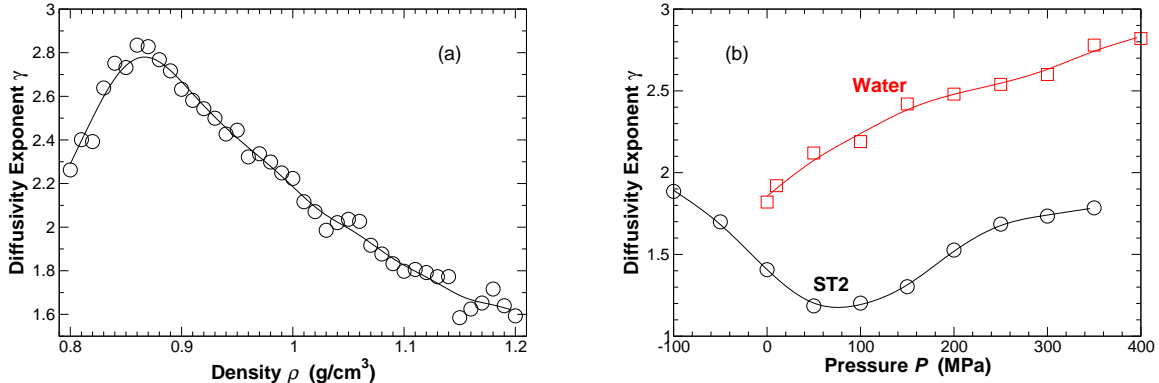 (a)
Diffusivity Exponent γ
3
2.8
2.6
2.4
2.2
2
1.8
1.6
0.8 0.9 1 1.1 1.2
Density ρ (g/cm³)
(b)
Diffusivity Exponent γ
3
2.5
2
1.5
1
Water
ST2
-100 0 100 200 300 400
Pressure P (MPa)